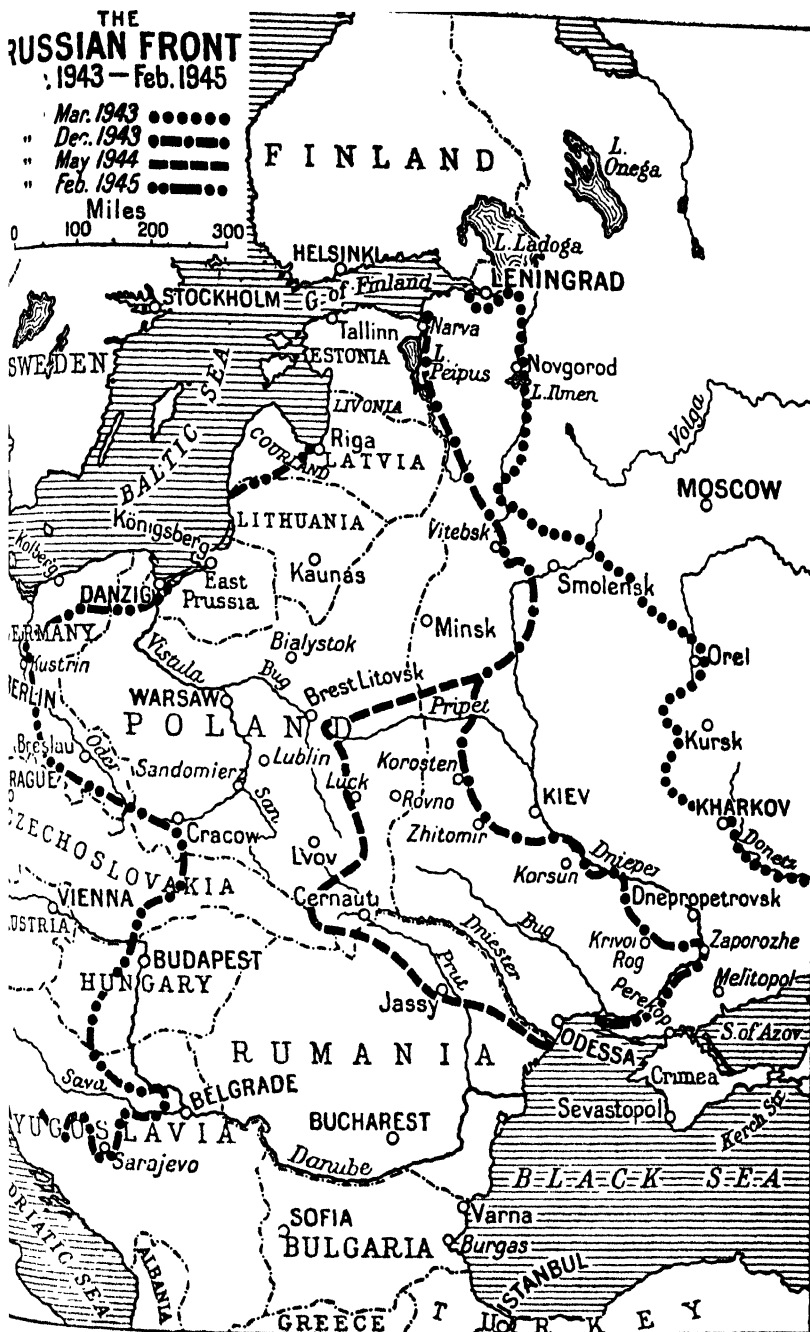 THE
RUSSIAN FRONT
1943 — Feb. 1945
Mar. 1943
" Dec. 1943
" May 1944
" Feb. 1945
Miles
0 100 200 300
FINLAND
L. Onega
L. Ladoga
HELSINKI
G. of Finland
LENINGRAD
STOCKHOLM
Tallinn
Narva
SWEDEN
ESTONIA
L. Peipus
Novgorod
L. Ilmen
BALTIC SEA
LIVONIA
Volga
Riga
COURLAND
LATVIA
MOSCOW
LITHUANIA
Königsberg
Vitebsk
Kolberg
Kaunas
Smolensk
DANZIG
East
Prussia
Minsk
GERMANY
Bialystok
Orel
Kustrin
Vistula
Bug
BERLIN
WARSAW
Brest Litovsk
POLAND
Pripet
Kursk
Breslau
Oder
Lublin
Korosten
PRAGUE
Sandomierz
Luck
Rovno
KIEV
San
KHARKOV
Cracow
Zhitomir
Donetz
CZECHOSLOVAKIA
Lvov
Dnieper
Korsun
VIENNA
Cernauti
Dnepropetrovsk
AUSTRIA
Dniester
Bug
Krivoi
Rog
Zaporozhe
BUDAPEST
Prut
Melitopol
HUNGARY
Jassy
Perekop
ODESSA
S. of Azov
RUMANIA
Crimea
Sava
BELGRADE
Sevastopol
Kerch Str.
YUGOSLAVIA
BUCHAREST
Sarajevo
Danube
BLACK SEA
ADRIATIC SEA
SOFIA
Varna
BULGARIA
Burgas
ALBANIA
ISTANBUL
GREECE
TURKEY